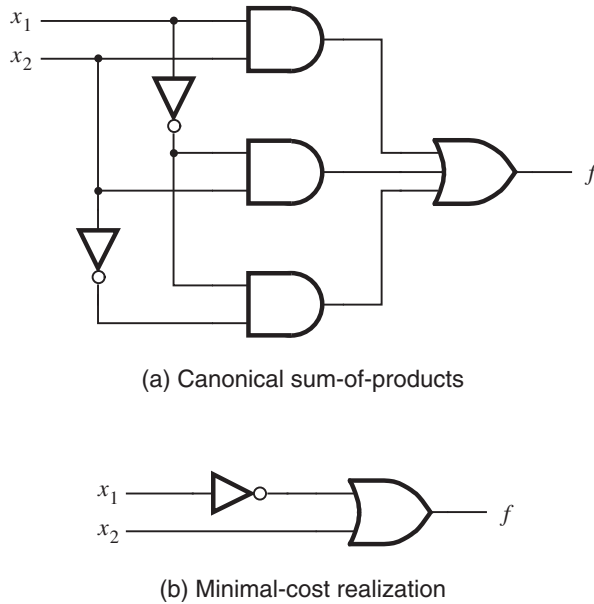 x1
x2
f
(a) Canonical sum-of-products
x1
x2
f
(b) Minimal-cost realization